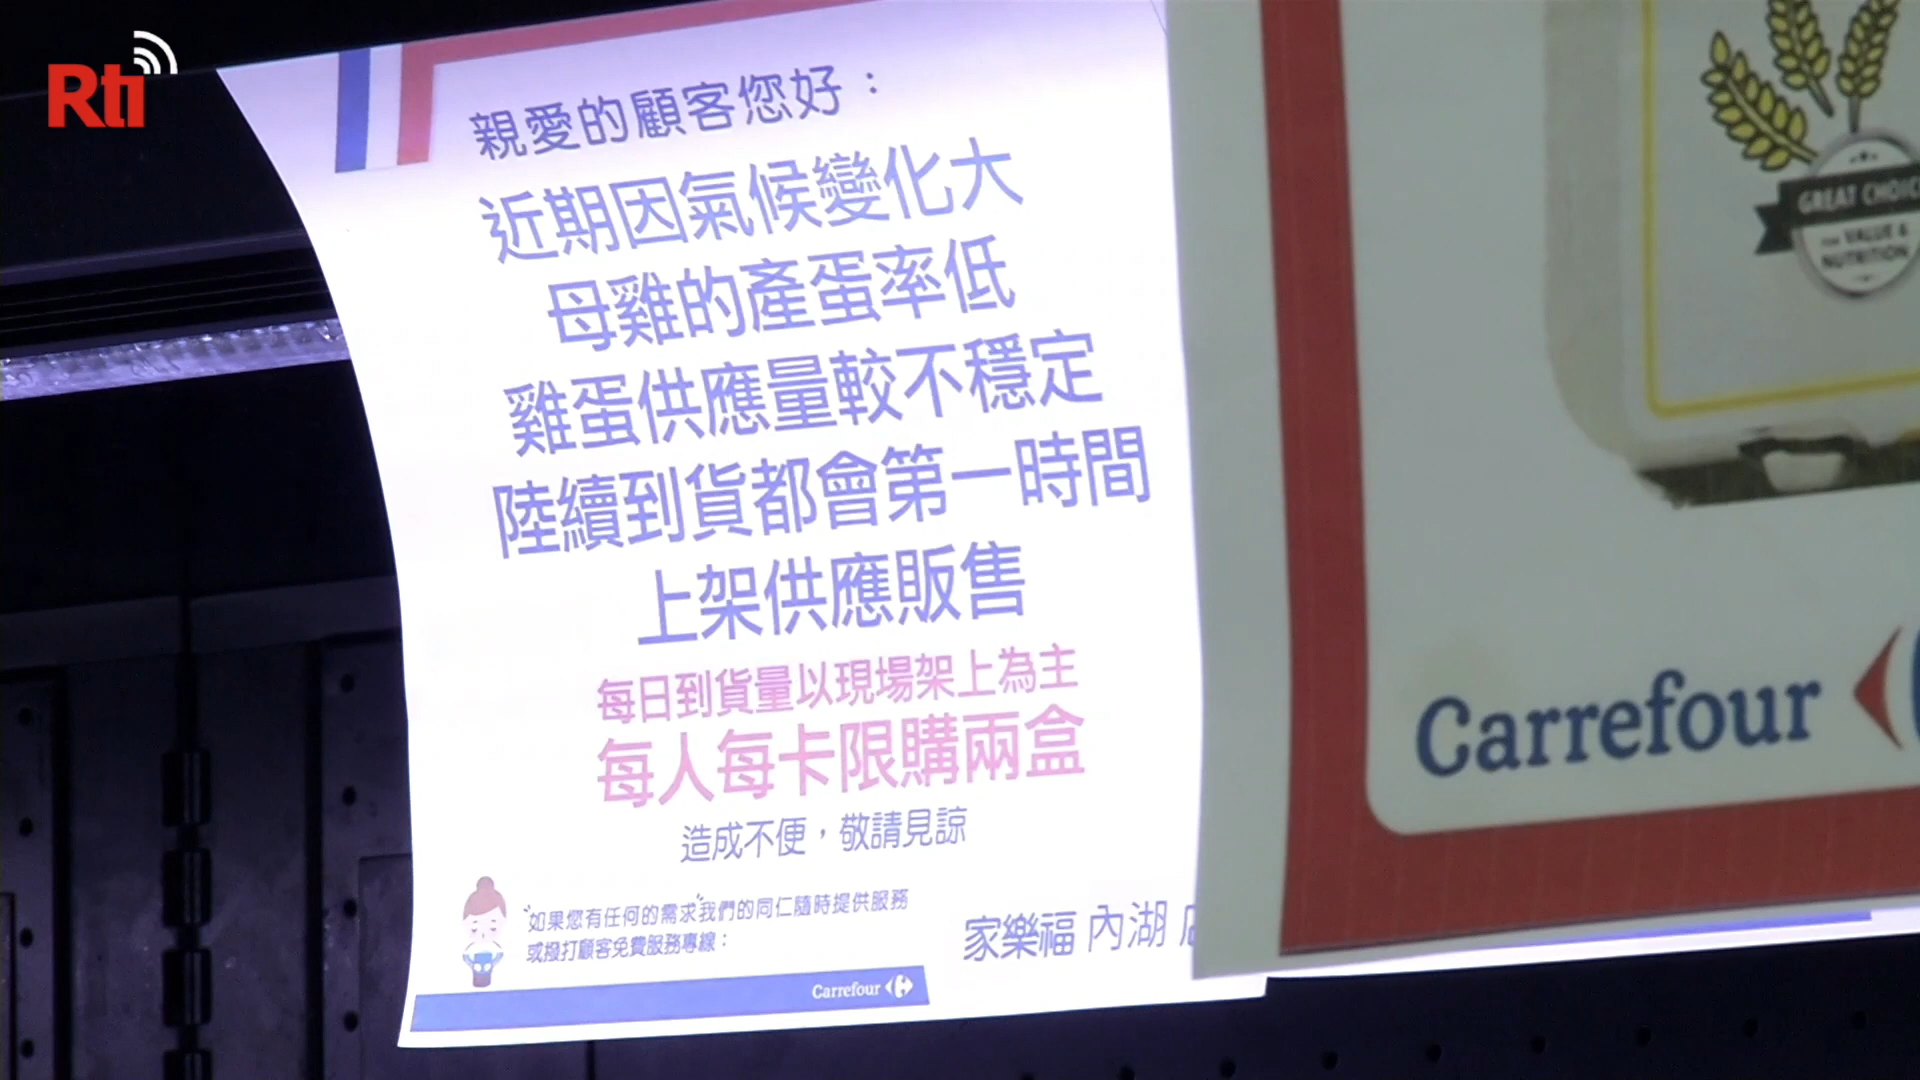 Rti
親愛的顧客您好：
近期因氣候變化大
母雞的產蛋率低
雞蛋供應量較不穩定
陸續到貨都會第一時間
上架供應販售
每日到貨量以現場架上為主
每人每卡限購兩盒
造成不便，敬請見諒
如果您有任何的需求我們的同仁隨時提供服務
或撥打顧客免費服務專線：
家樂福 內湖
Carrefour
GREAT CHOICE
FOR VALUE &
NUTRITION
Carrefour